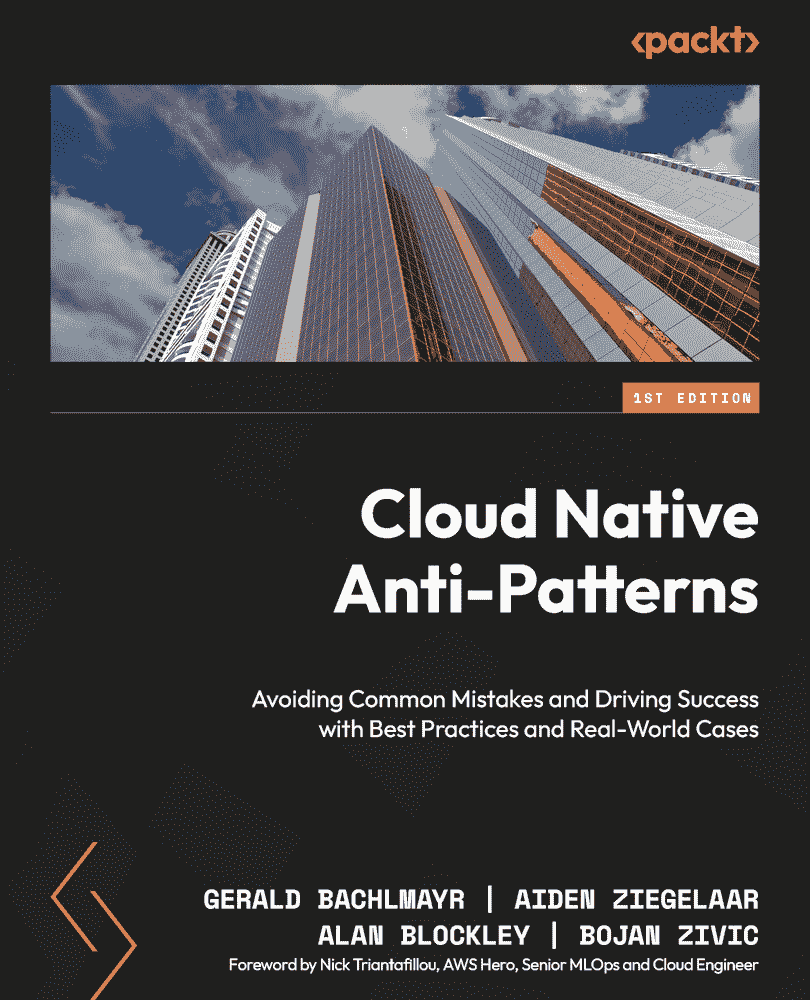 <packt>
1ST EDITION
Cloud Native
Anti-Patterns
Avoiding Common Mistakes and Driving Success
with Best Practices and Real-World Cases
GERALD BACHLMAYR | AIDEN ZIEGELAAR
ALAN BLOCKLEY | BOJAN ZIVIC
Foreword by Nick Triantafillou, AWS Hero, Senior MLOps and Cloud Engineer